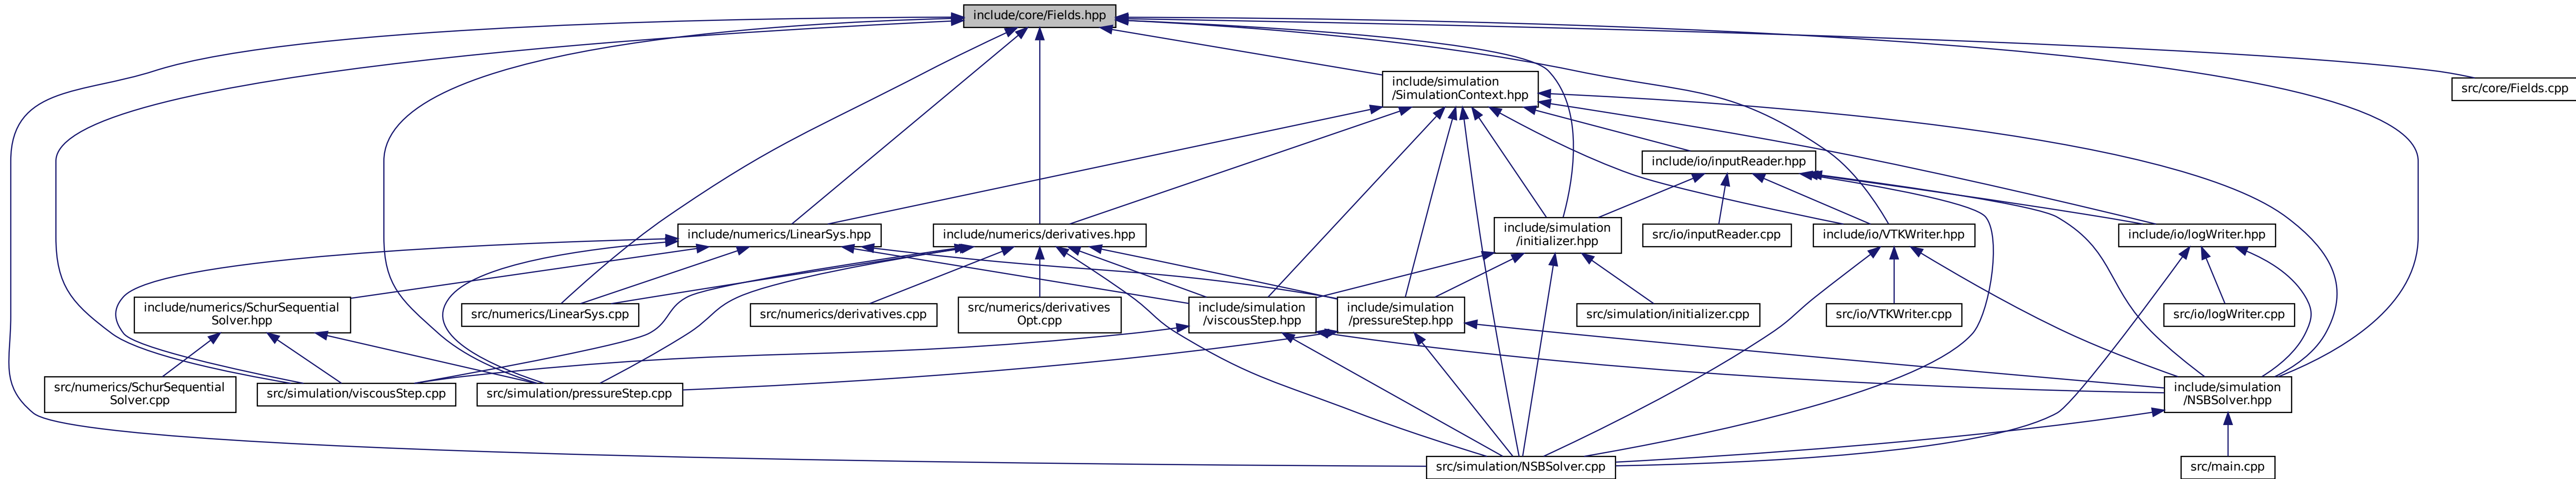 include/core/Fields.hpp
include/simulation
/SimulationContext.hpp
src/core/Fields.cpp
include/io/inputReader.hpp
include/numerics/LinearSys.hpp
include/numerics/derivatives.hpp
include/simulation
/initializer.hpp
src/io/inputReader.cpp
include/io/VTKWriter.hpp
include/io/logWriter.hpp
include/numerics/SchurSequential
Solver.hpp
src/numerics/LinearSys.cpp
src/numerics/derivatives.cpp
src/numerics/derivatives
Opt.cpp
include/simulation
/viscousStep.hpp
include/simulation
/pressureStep.hpp
src/simulation/initializer.cpp
src/io/VTKWriter.cpp
src/io/logWriter.cpp
src/numerics/SchurSequential
Solver.cpp
src/simulation/viscousStep.cpp
src/simulation/pressureStep.cpp
include/simulation
/NSBSolver.hpp
src/simulation/NSBSolver.cpp
src/main.cpp